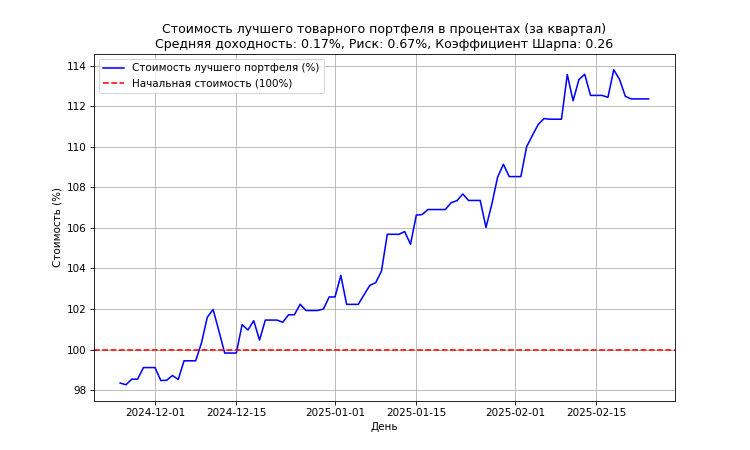 Стоимость лучшего товарного портфеля в процентах (за квартал)
Средняя доходность: 0.17%, Риск: 0.67%, Коэффициент Шарпа: 0.26
Стоимость лучшего портфеля (%)
Начальная стоимость (100%)
Стоимость (%)
114
112
110
108
106
104
102
100
98
2024-12-01
2024-12-15
2025-01-01
2025-01-15
2025-02-01
2025-02-15
День